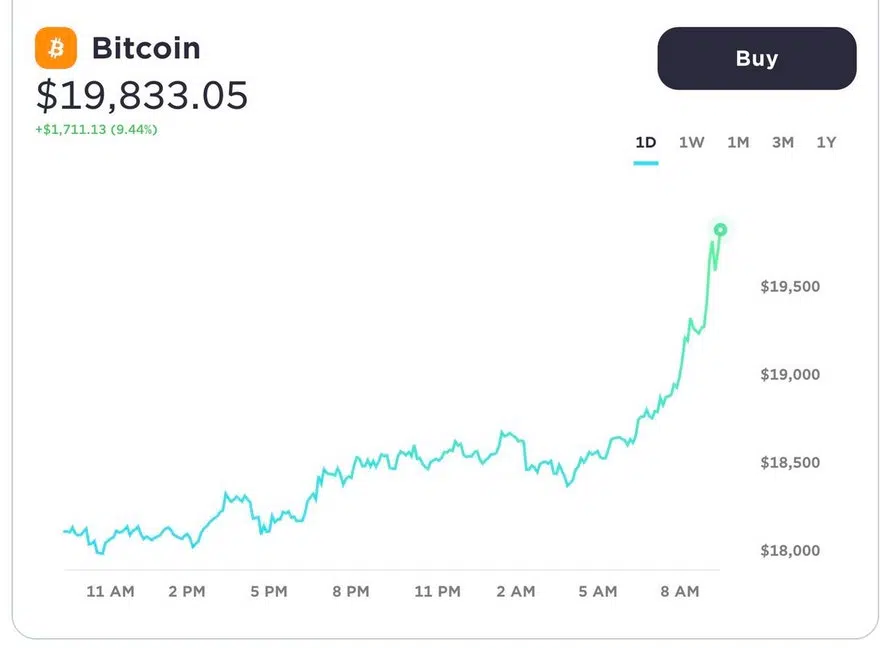 Bitcoin
$19,833.05
+$1,711.13 (9.44%)
Buy
1D 1W 1M 3M 1Y
$19,500
$19,000
$18,500
$18,000
11 AM 2 PM 5 PM 8 PM 11 PM 2 AM 5 AM 8 AM